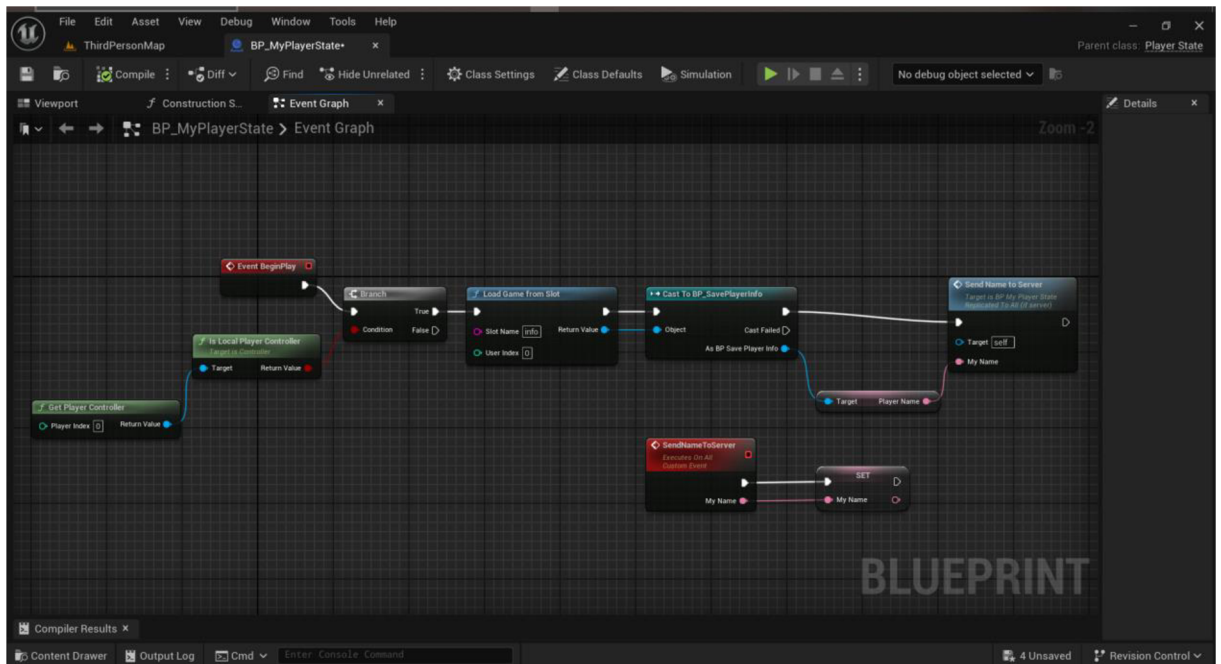 File Edit Asset View Debug Window Tools Help
ThirdPersonMap
BP_MyPlayerState•
Parent class: Player State
Compile
Diff
Find
Hide Unrelated
Class Settings
Class Defaults
Simulation
No debug object selected
Viewport
Construction S...
Event Graph
Details
BP_MyPlayerState > Event Graph
Zoom -2
Event BeginPlay
Branch
True
Condition False
Is Local Player Controller
Target is Controller
Target Return Value
Get Player Controller
Player Index 0 Return Value
Load Game from Slot
Slot Name info Return Value
User Index 0
Cast To BP_SavePlayerInfo
Object Cast Failed
As BP Save Player Info
Target Player Name
Send Name to Server
Target is BP My Player State
Replicated To All (if server)
Target self
My Name
SendNameToServer
Executes On All
Custom Event
My Name
SET
My Name
BLUEPRINT
Compiler Results
Content Drawer
Output Log
Cmd
Enter Console Command
4 Unsaved
Revision Control